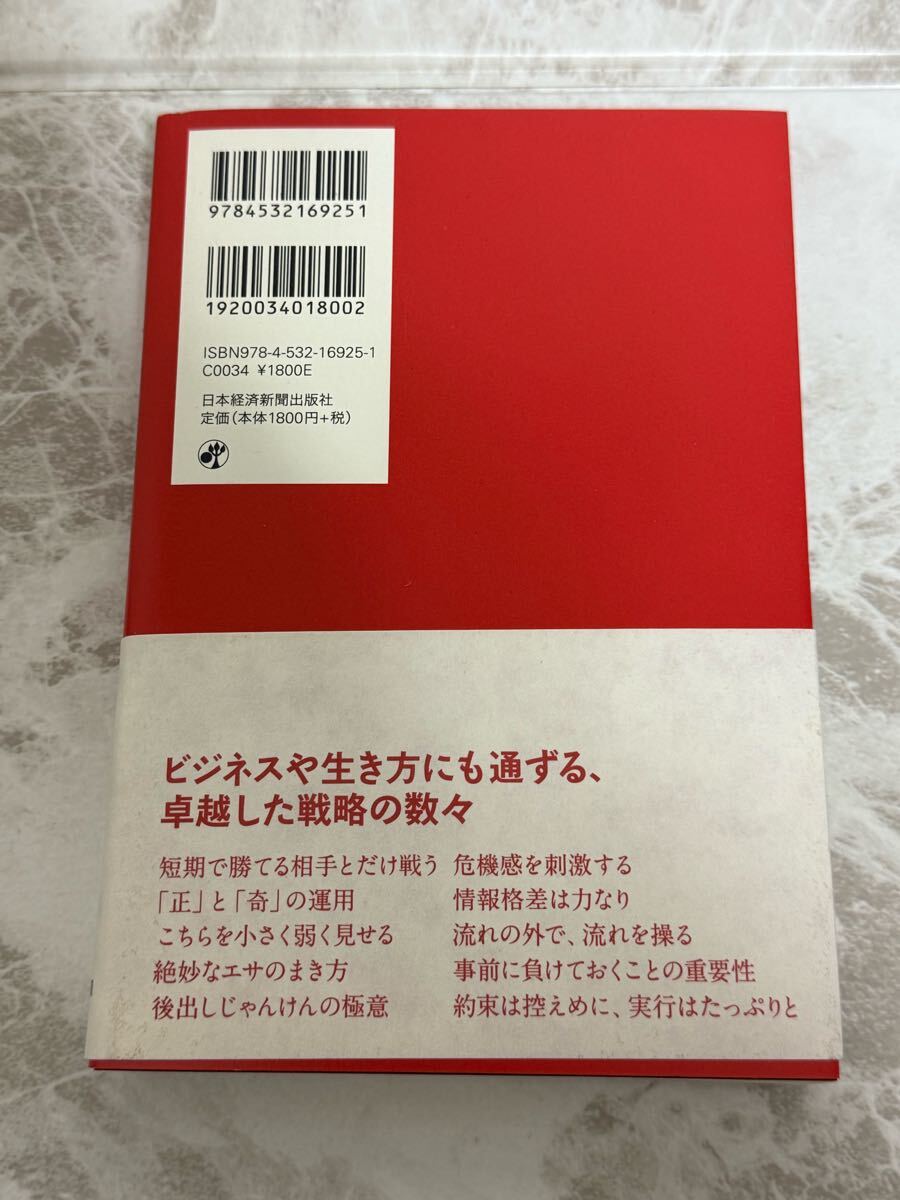 9784532169251
1920034018002
ISBN978-4-532-16925-1
C0034 ¥1800E
日本経済新聞出版社
定価(本体1800円+税)
ビジネスや生き方にも通ずる、
卓越した戦略の数々
短期で勝てる相手とだけ戦う
「正」と「奇」の運用
こちらを小さく弱く見せる
絶妙なエサのまき方
後出しじゃんけんの極意
危機感を刺激する
情報格差は力なり
流れの外で、流れを操る
事前に負けておくことの重要性
約束は控えめに、実行はたっぷりと